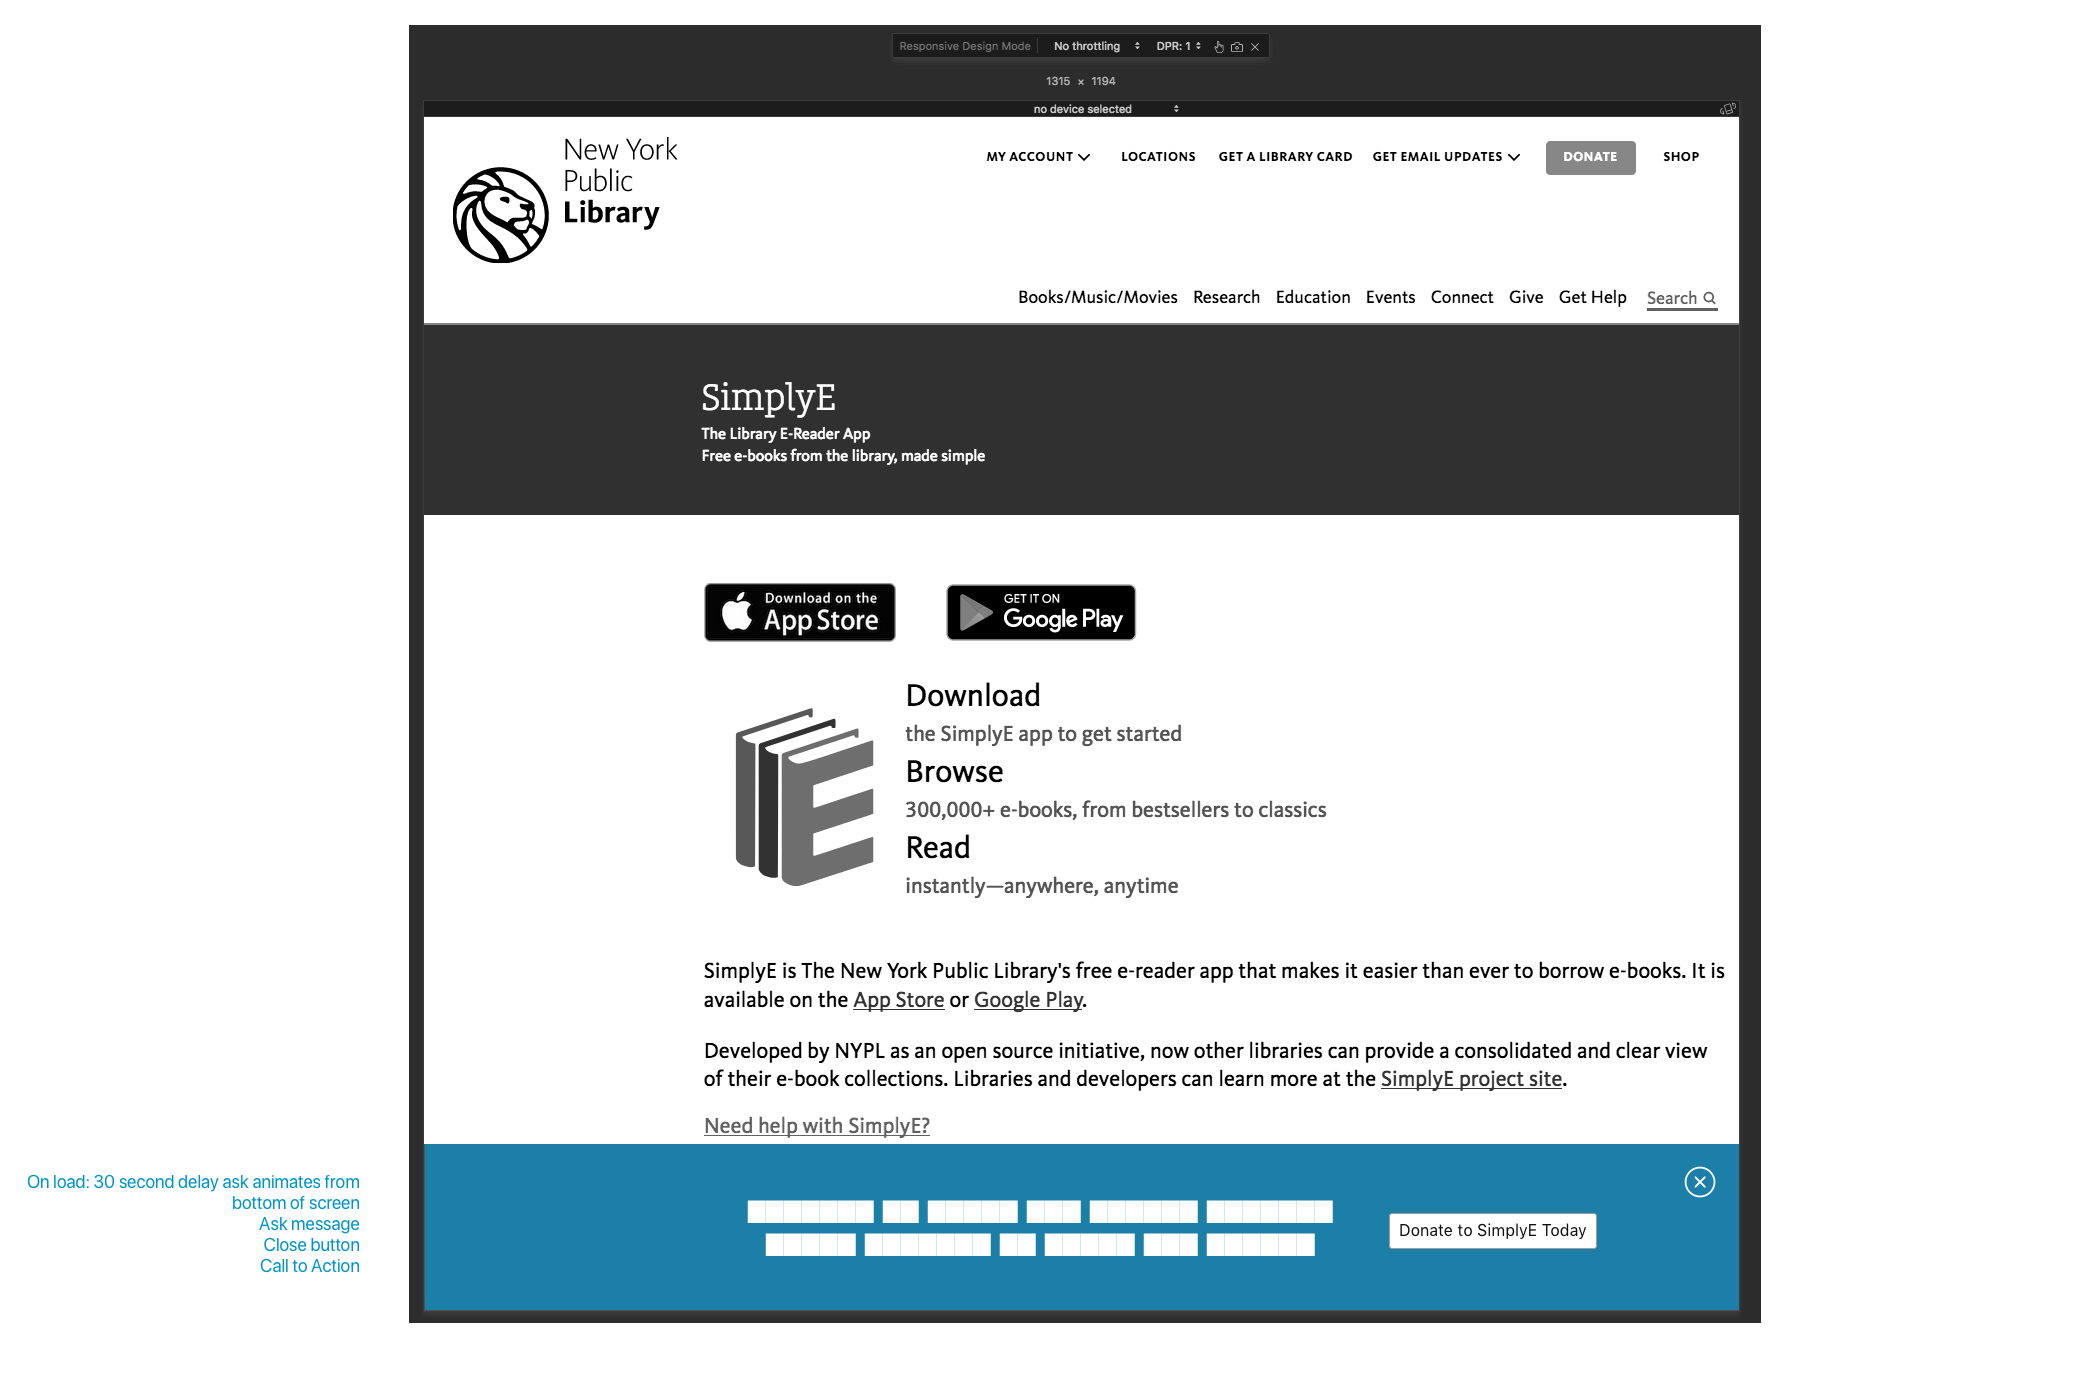 Responsive Design Mode No throttling DPR: 1
1315 × 1194
no device selected
New York
Public
Library
MY ACCOUNT LOCATIONS GET A LIBRARY CARD GET EMAIL UPDATES DONATE SHOP
Books/Music/Movies Research Education Events Connect Give Get Help Search
SimplyE
The Library E-Reader App
Free e-books from the library, made simple
Download on the
App Store
GET IT ON
Google Play
Download
the SimplyE app to get started
Browse
300,000+ e-books, from bestsellers to classics
Read
instantly—anywhere, anytime
SimplyE is The New York Public Library's free e-reader app that makes it easier than ever to borrow e-books. It is
available on the App Store or Google Play.
Developed by NYPL as an open source initiative, now other libraries can provide a consolidated and clear view
of their e-book collections. Libraries and developers can learn more at the SimplyE project site.
Need help with SimplyE?
On load: 30 second delay ask animates from
bottom of screen
Ask message
Close button
Call to Action
Donate to SimplyE Today